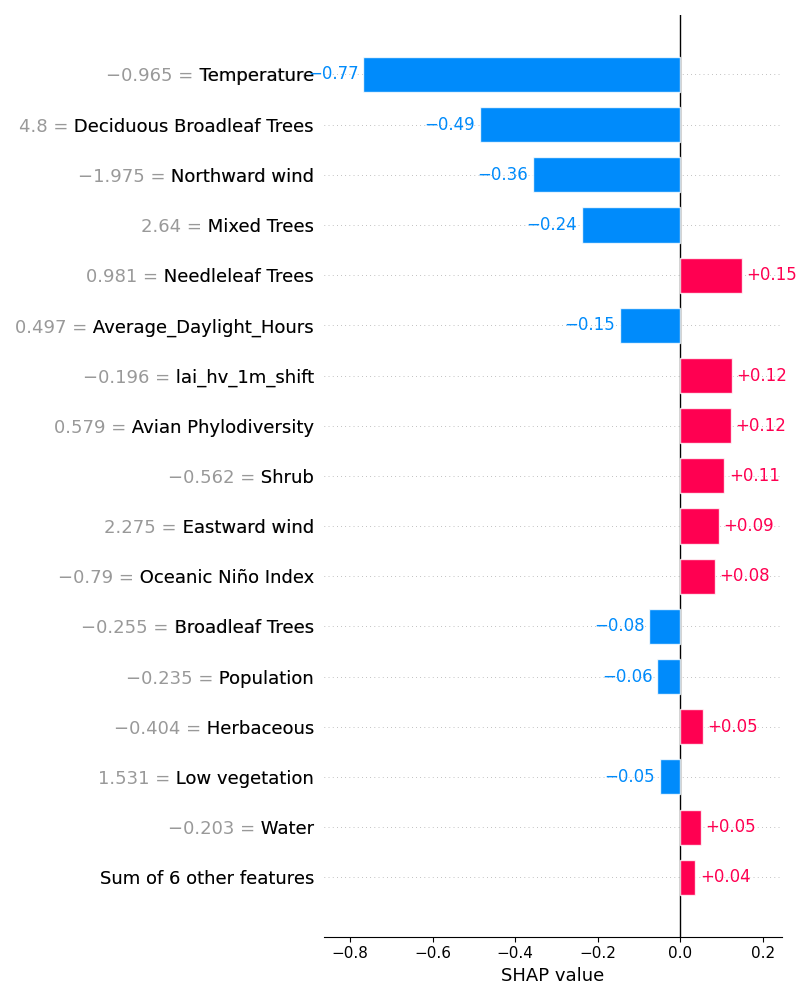 −0.965 = Temperature −0.77
4.8 = Deciduous Broadleaf Trees −0.49
−1.975 = Northward wind −0.36
2.64 = Mixed Trees −0.24
0.981 = Needleleaf Trees +0.15
0.497 = Average_Daylight_Hours −0.15
−0.196 = lai_hv_1m_shift +0.12
0.579 = Avian Phylodiversity +0.12
−0.562 = Shrub +0.11
2.275 = Eastward wind +0.09
−0.79 = Oceanic Niño Index +0.08
−0.255 = Broadleaf Trees −0.08
−0.235 = Population −0.06
−0.404 = Herbaceous +0.05
1.531 = Low vegetation −0.05
−0.203 = Water +0.05
Sum of 6 other features +0.04
−0.8 −0.6 −0.4 −0.2 0.0 0.2
SHAP value